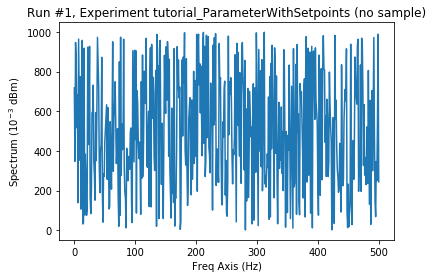 Run #1, Experiment tutorial_ParameterWithSetpoints (no sample)
1000
800
600
400
200
0
Spectrum (10⁻³ dBm)
0 100 200 300 400 500
Freq Axis (Hz)